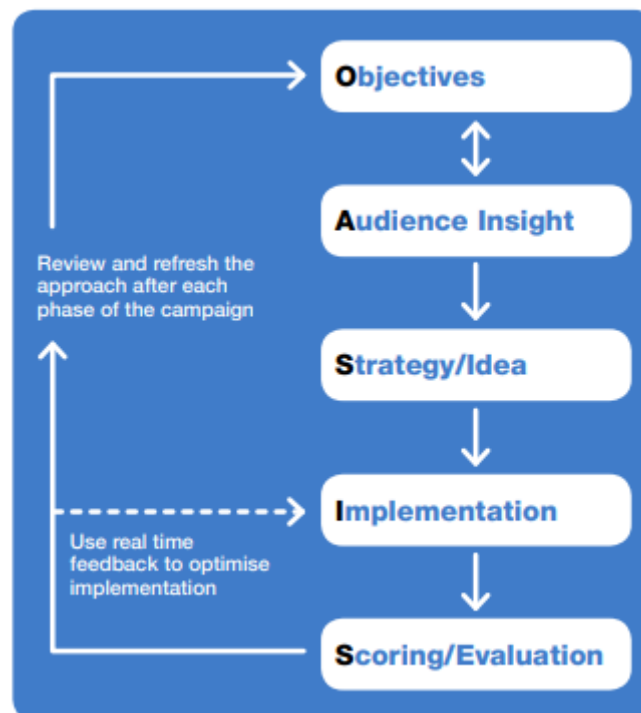 Objectives
Audience Insight
Review and refresh the
approach after each
phase of the campaign
Strategy/Idea
Implementation
Use real time
feedback to optimise
implementation
Scoring/Evaluation